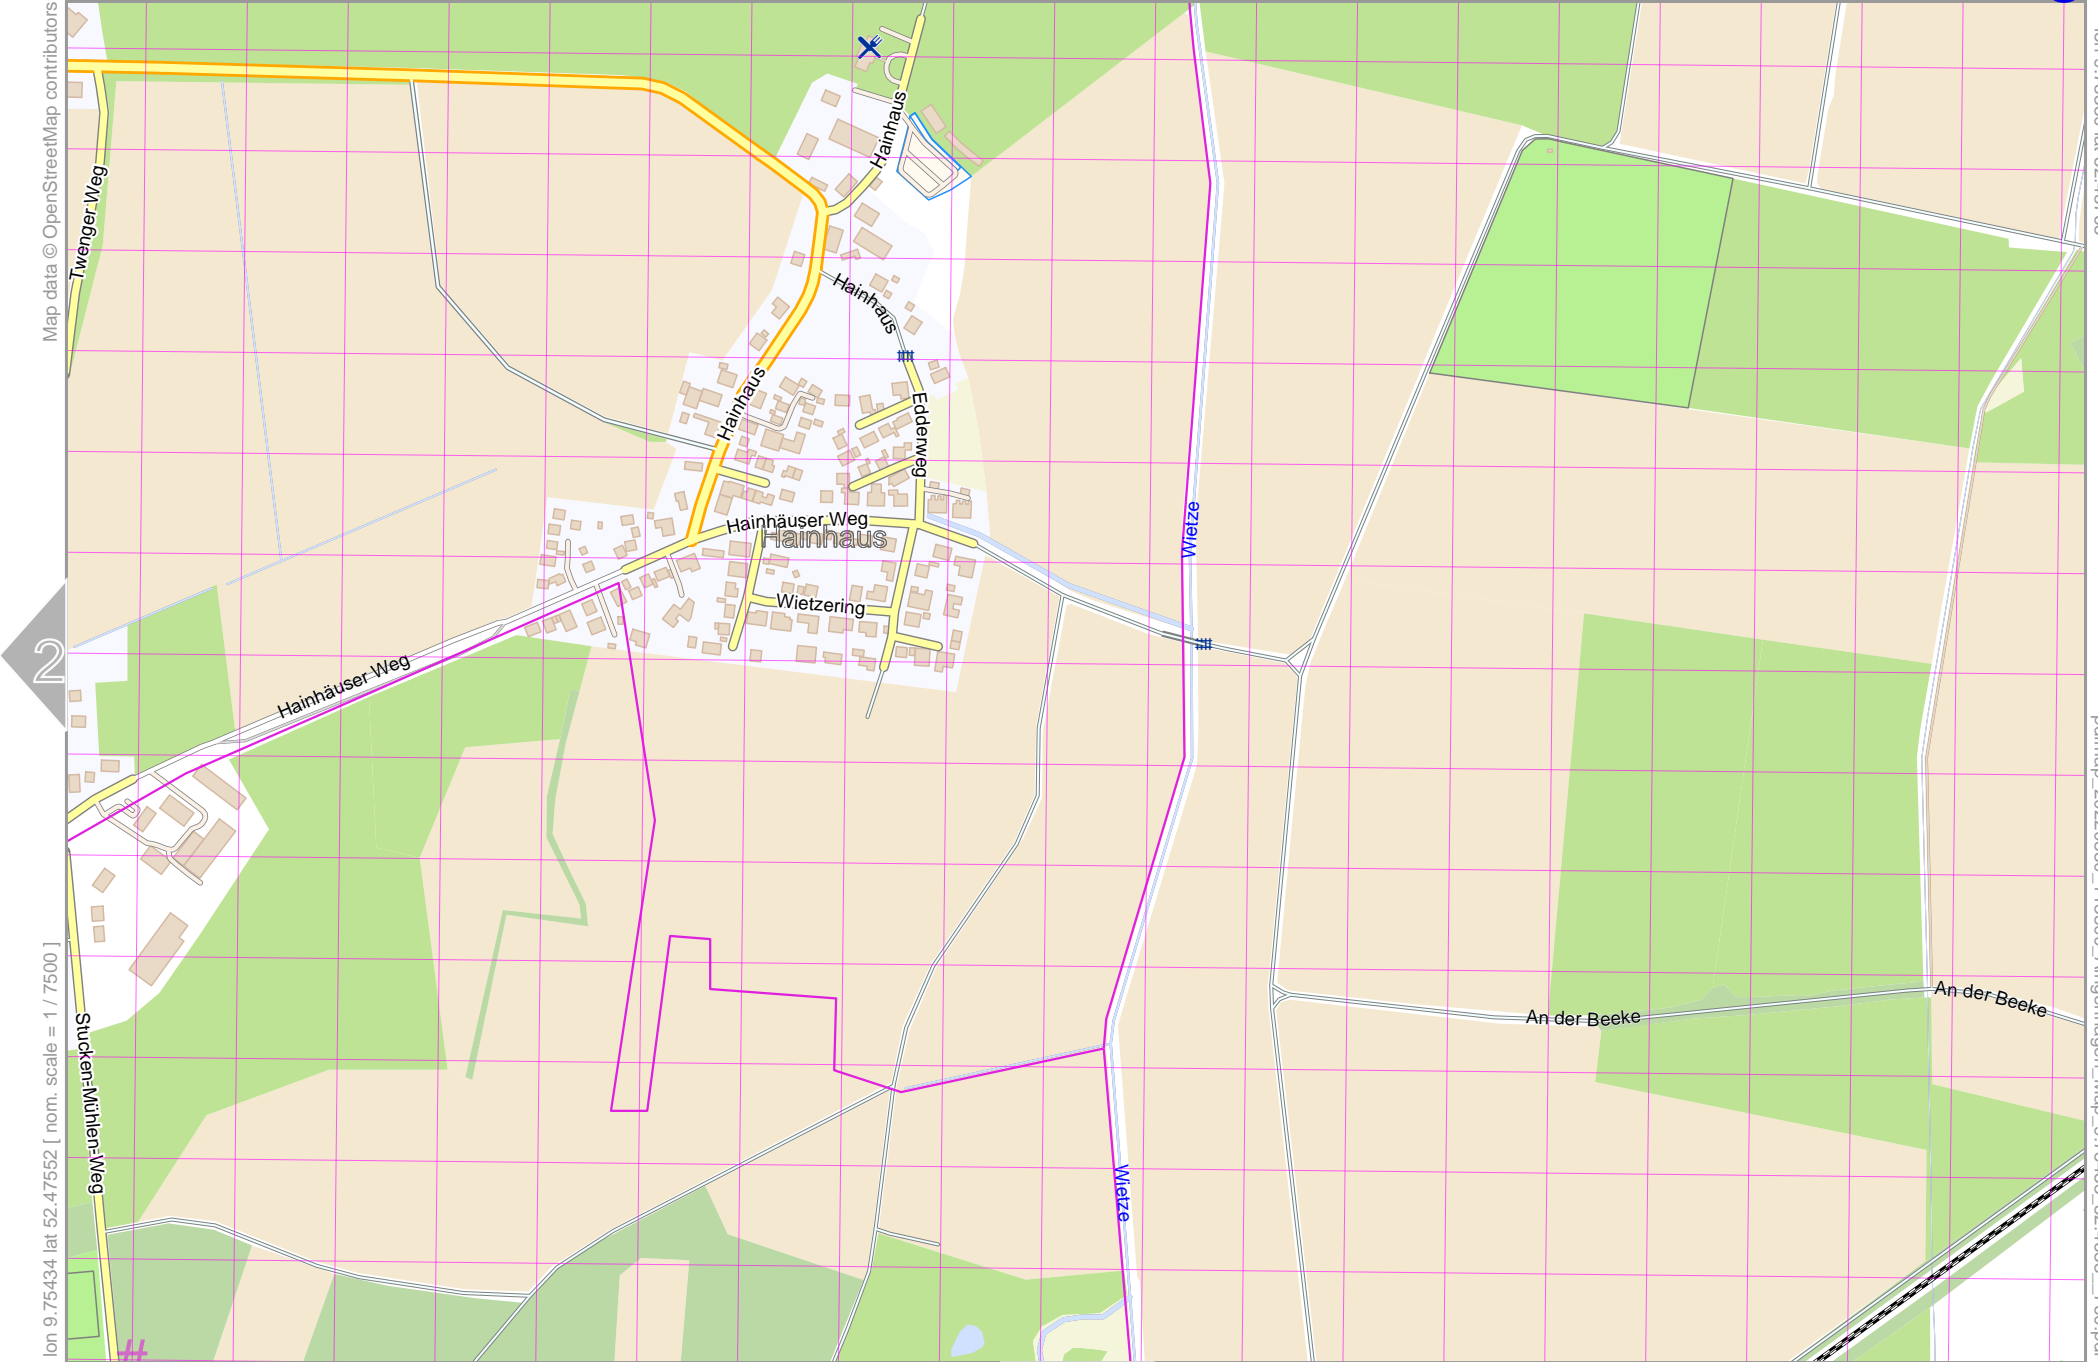 Map data © OpenStreetMap contributors
lon 9.75434 lat 52.47552 [ nom. scale = 1 / 7500 ]
2
Twenger Weg
Hainhaus
Hainhaus
Hainhaus
Edderweg
Hainhäuser Weg
Hainhaus
Wietzering
Wietze
Hainhäuser Weg
An der Beeke
An der Beeke
Stucken-Mühlen-Weg
Wietze
#